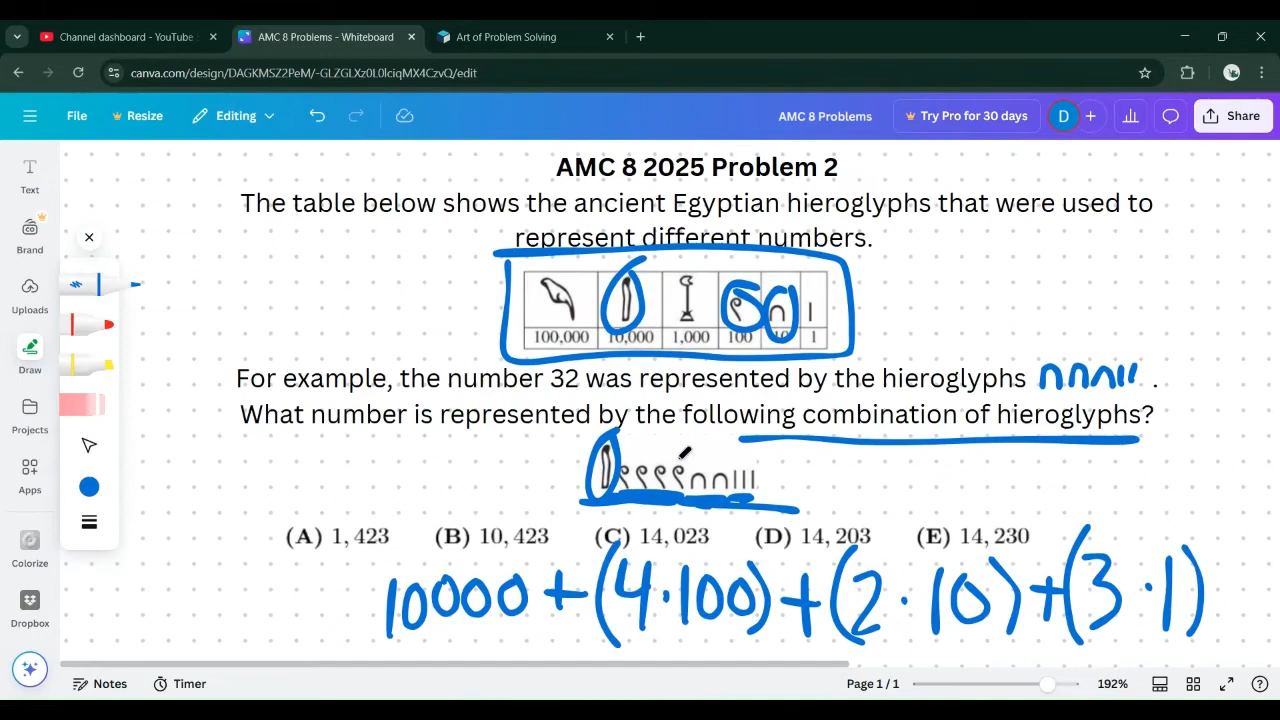 Channel dashboard - YouTube
AMC 8 Problems - Whiteboard
Art of Problem Solving
canva.com/design/DAGKMSZ2PeM/-GLZGLXz0L0lciqMX4CzvQ/edit
File
Resize
Editing
AMC 8 Problems
D
Try Pro for 30 days
Share
Text
Brand
Uploads
Draw
Projects
Apps
Colorize
Dropbox
AMC 8 2025 Problem 2
The table below shows the ancient Egyptian hieroglyphs that were used to
represent different numbers.
100,000 10,000 1,000 100 10 1
For example, the number 32 was represented by the hieroglyphs .
What number is represented by the following combination of hieroglyphs?
(A) 1,423 (B) 10,423 (C) 14,023 (D) 14,203 (E) 14,230
10000 + (4·100) + (2·10) + (3·1)
Notes
Timer
Page 1 / 1
192%